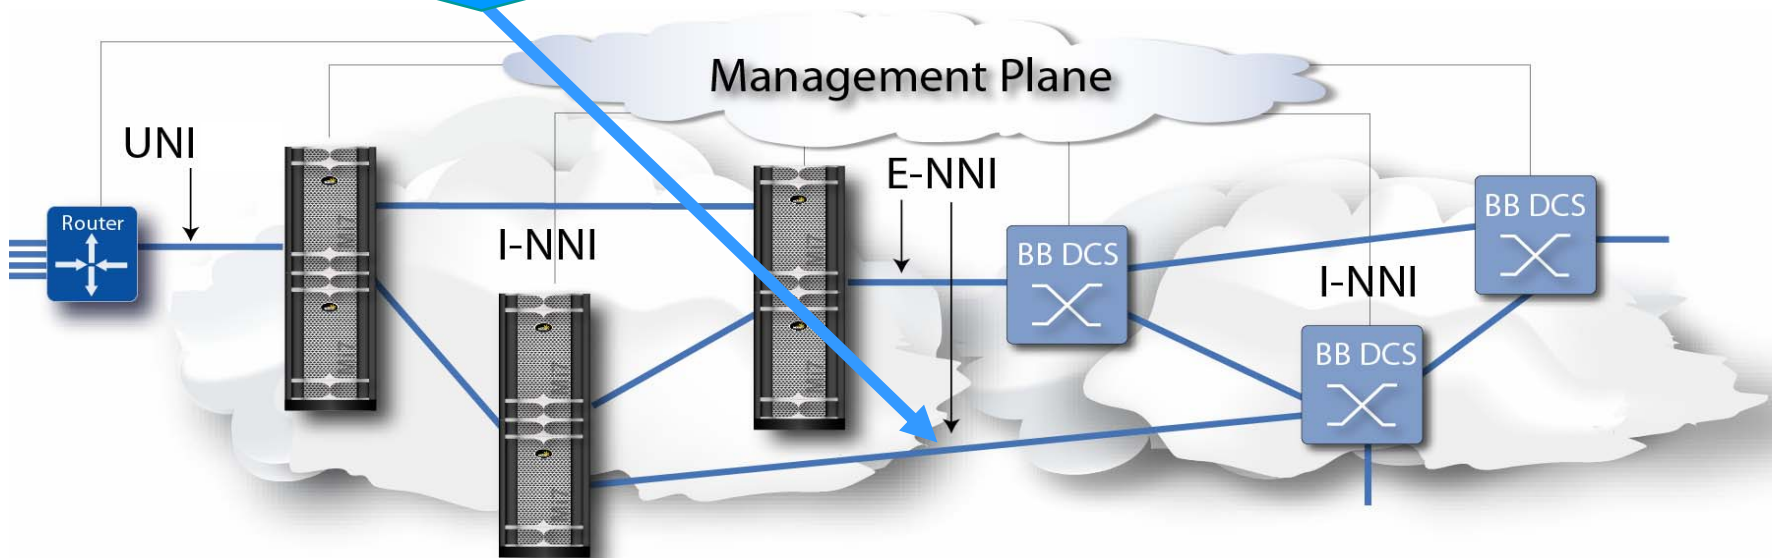 Management Plane
UNI
E-NNI
Router
I-NNI
BB DCS
BB DCS
I-NNI
BB DCS